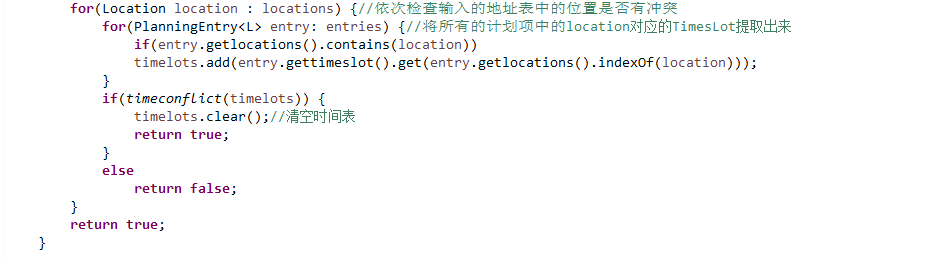 for(Location location : locations) {//依次检查输入的地址表中的位置是否有冲突
for(PlanningEntry<L> entry: entries) {//将所有的计划项中的location对应的TimesLot提取出来
if(entry.getlocations().contains(location))
timelots.add(entry.gettimeslot().get(entry.getlocations().indexOf(location)));
}
if(timeconflict(timelots)) {
timelots.clear();//清空时间表
return true;
}
else
return false;
}
return true;
}